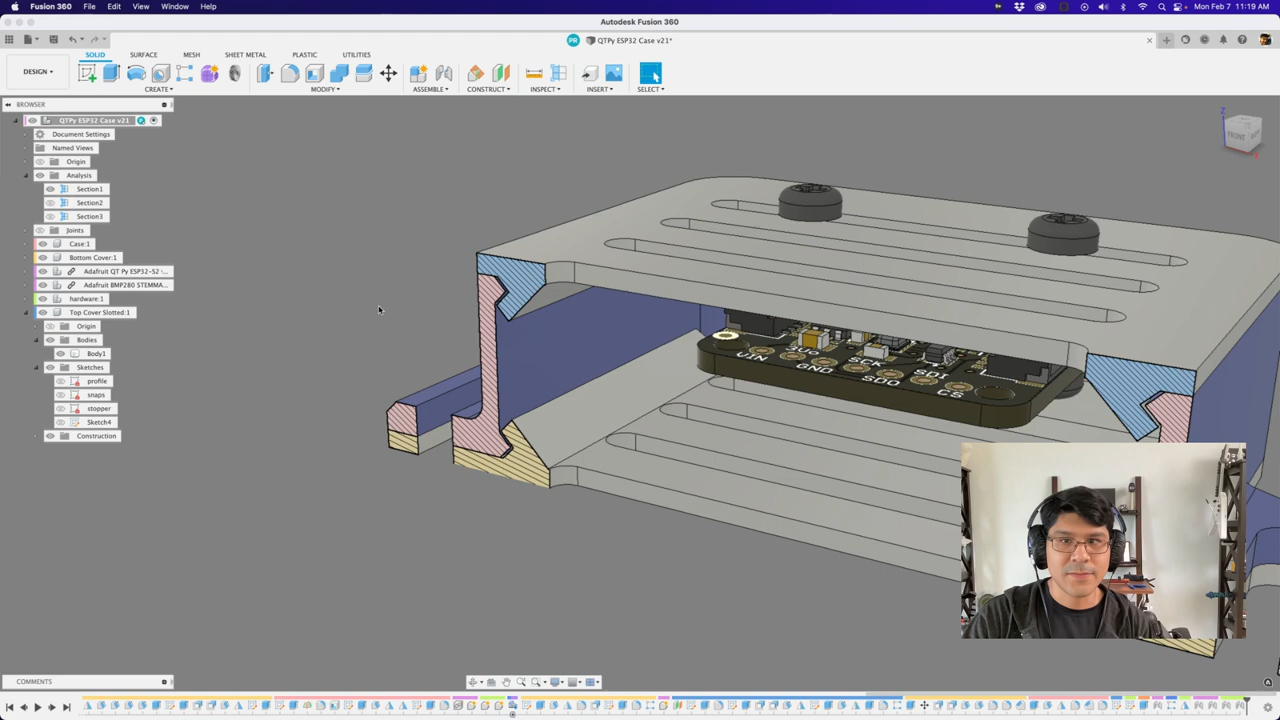 Fusion 360 File Edit View Window Help
Mon Feb 7 11:19 AM
Autodesk Fusion 360
PR QTPy ESP32 Case v21*
SOLID SURFACE MESH SHEET METAL PLASTIC UTILITIES
DESIGN
CREATE MODIFY ASSEMBLE CONSTRUCT INSPECT INSERT SELECT
BROWSER
QTPy ESP32 Case v21
Document Settings
Named Views
Origin
Analysis
Section1
Section2
Section3
Joints
Case:1
Bottom Cover:1
Adafruit QT Py ESP32-S2
Adafruit BMP280 STEMMA...
hardware:1
Top Cover Slotted:1
Origin
Bodies
Body1
Sketches
profile
snaps
stopper
Sketch4
Construction
Z
FRONT
X
VIN
GND
SCK
SDO
SDI
CS
COMMENTS